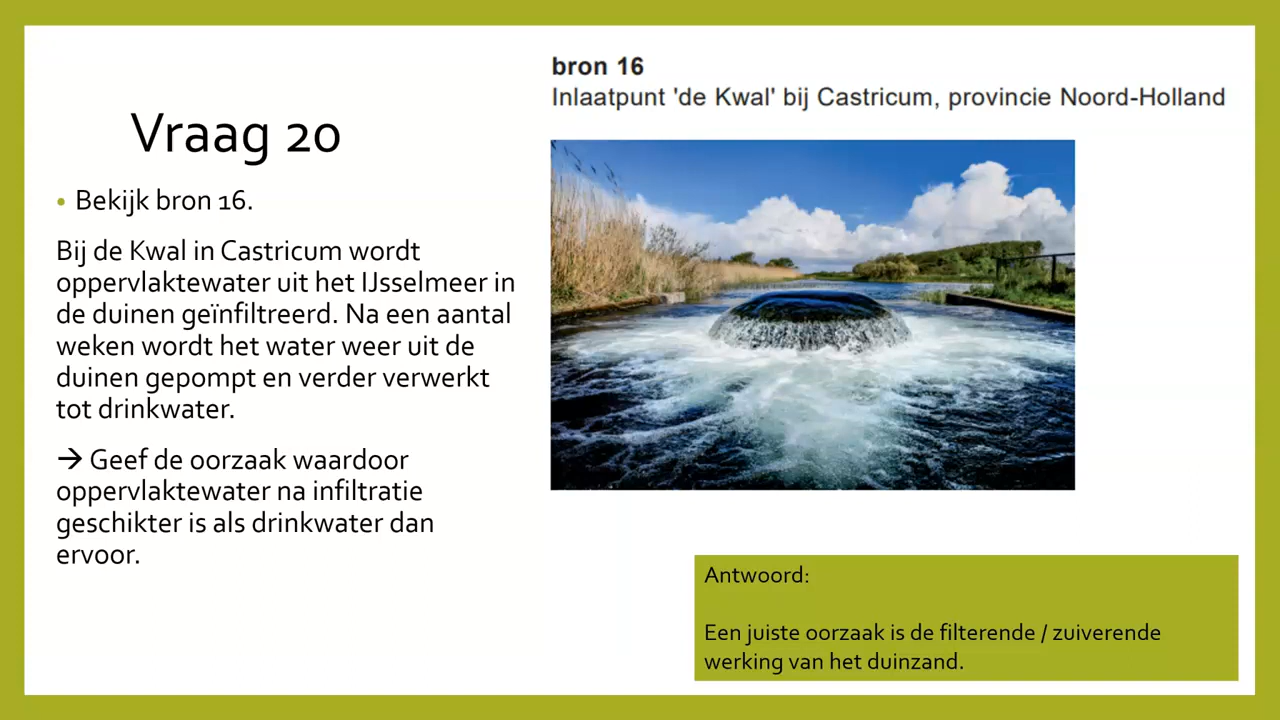 Vraag 20
• Bekijk bron 16.
Bij de Kwal in Castricum wordt
oppervlaktewater uit het IJsselmeer in
de duinen geïnfiltreerd. Na een aantal
weken wordt het water weer uit de
duinen gepompt en verder verwerkt
tot drinkwater.
→ Geef de oorzaak waardoor
oppervlaktewater na infiltratie
geschikter is als drinkwater dan
ervoor.
bron 16
Inlaatpunt 'de Kwal' bij Castricum, provincie Noord-Holland
Antwoord:
Een juiste oorzaak is de filterende / zuiverende
werking van het duinzand.